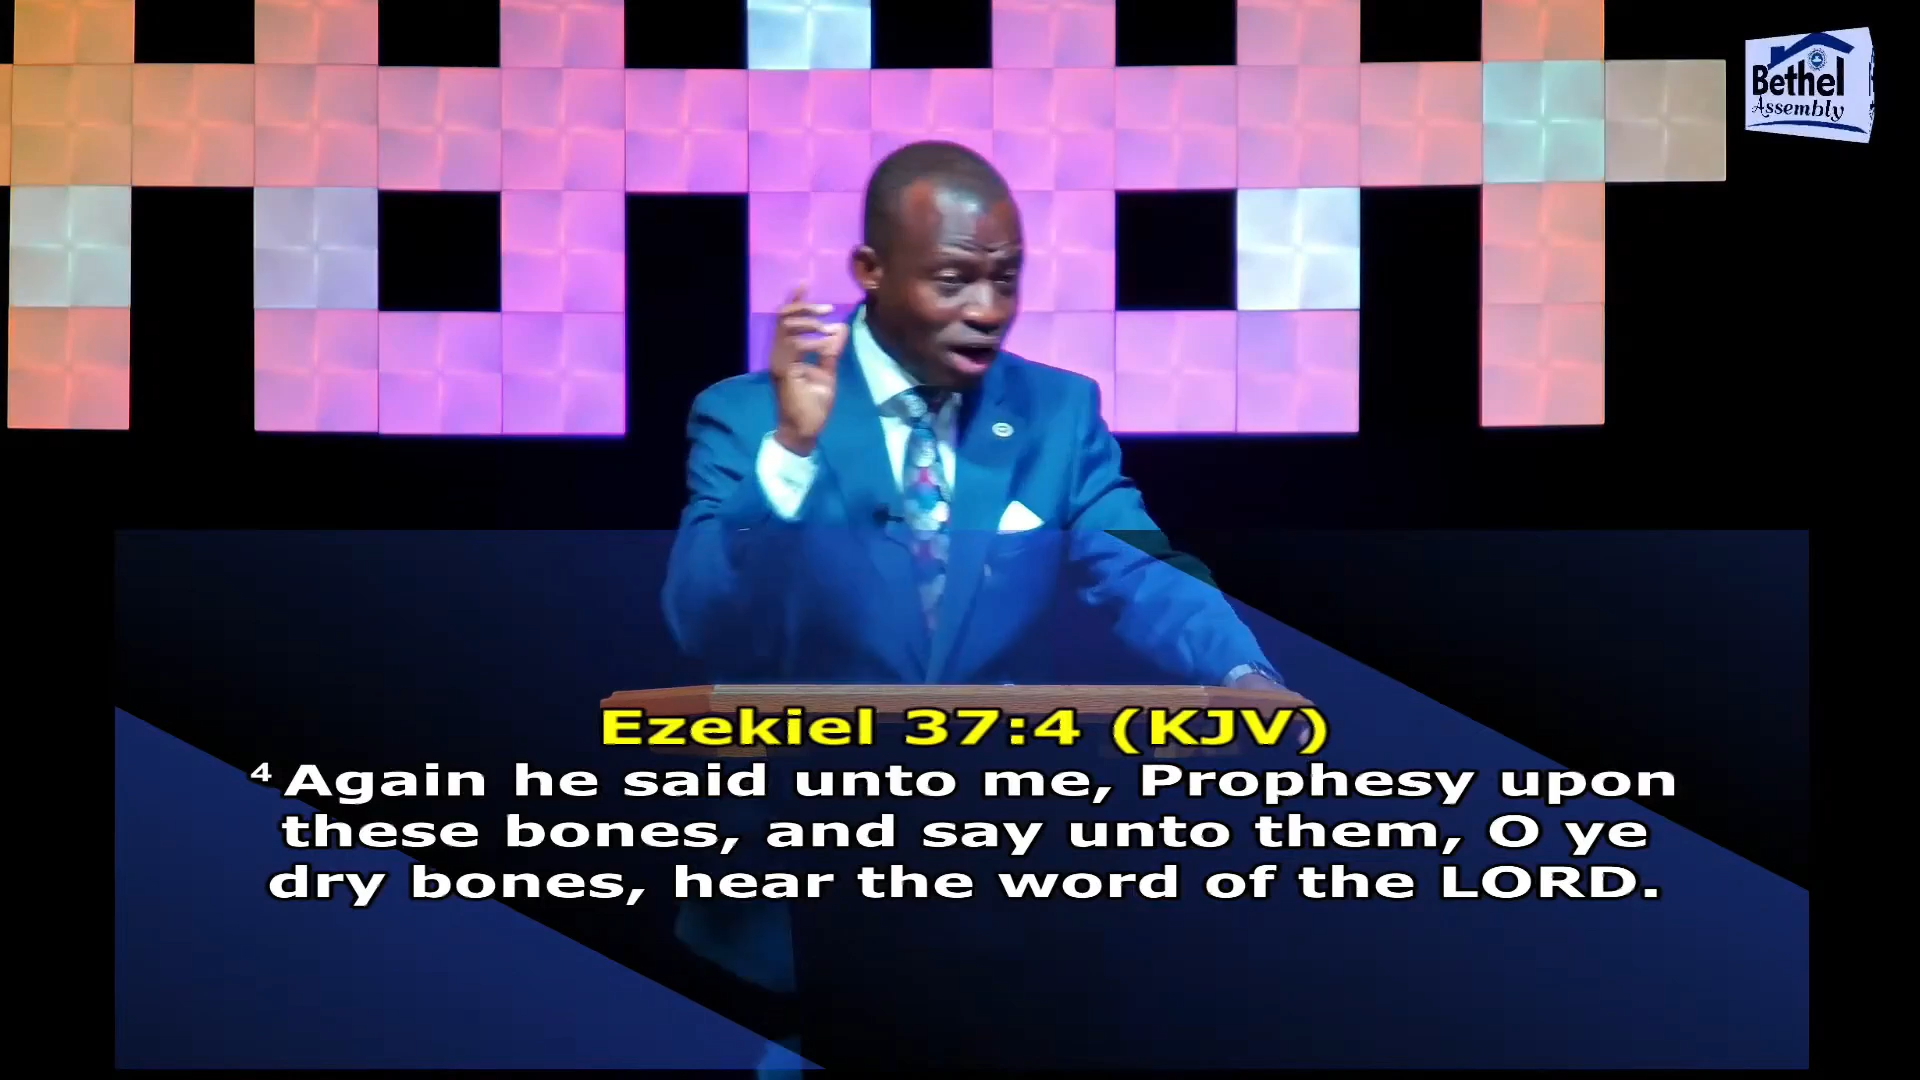 Bethel
Assembly
Ezekiel 37:4 (KJV)
4 Again he said unto me, Prophesy upon
these bones, and say unto them, O ye
dry bones, hear the word of the LORD.